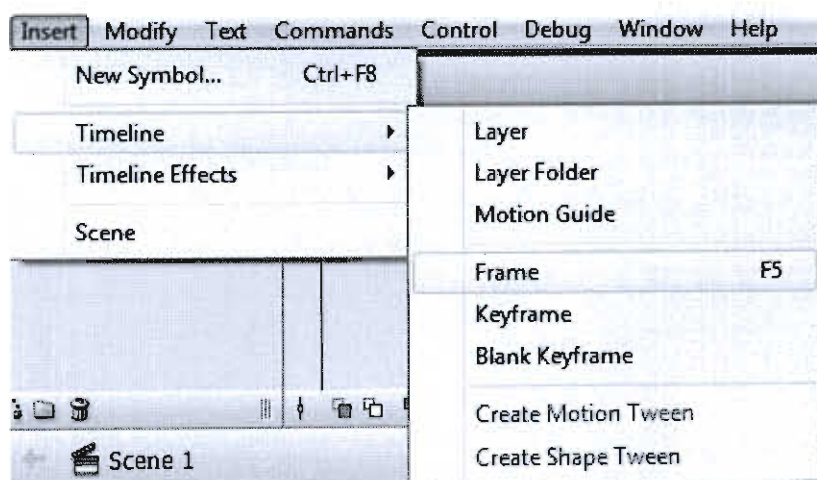 Insert Modify Text Commands Control Debug Window Help
New Symbol... Ctrl+F8
Timeline
Timeline Effects
Scene
Layer
Layer Folder
Motion Guide
Frame F5
Keyframe
Blank Keyframe
Create Motion Tween
Create Shape Tween
Scene 1